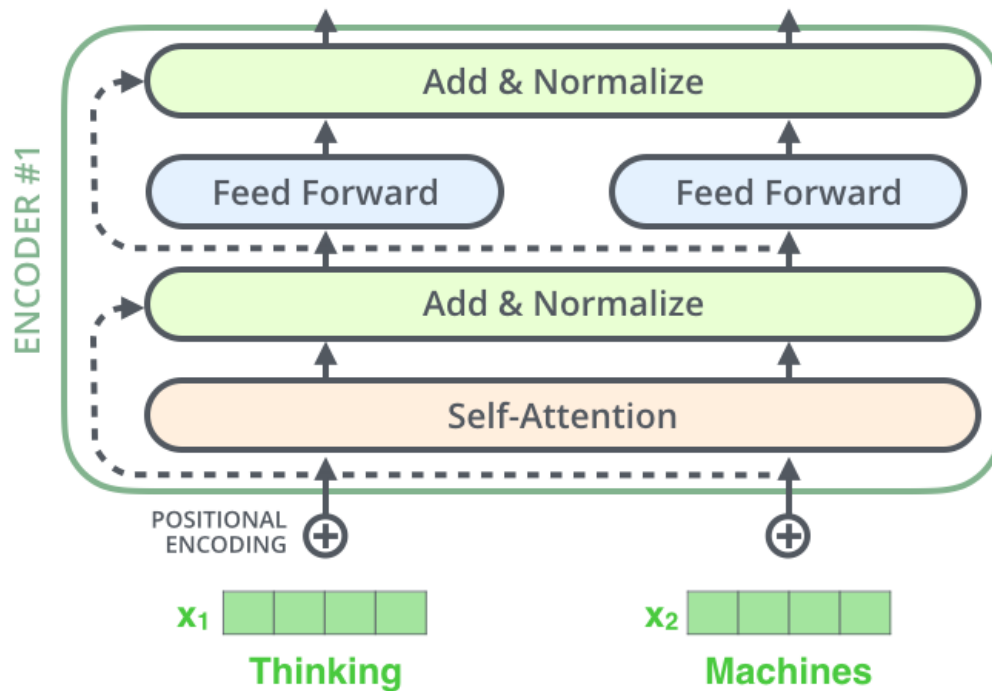 Add & Normalize
Feed Forward
Feed Forward
ENCODER #1
Add & Normalize
Self-Attention
POSITIONAL
ENCODING
x₁
x₂
Thinking
Machines